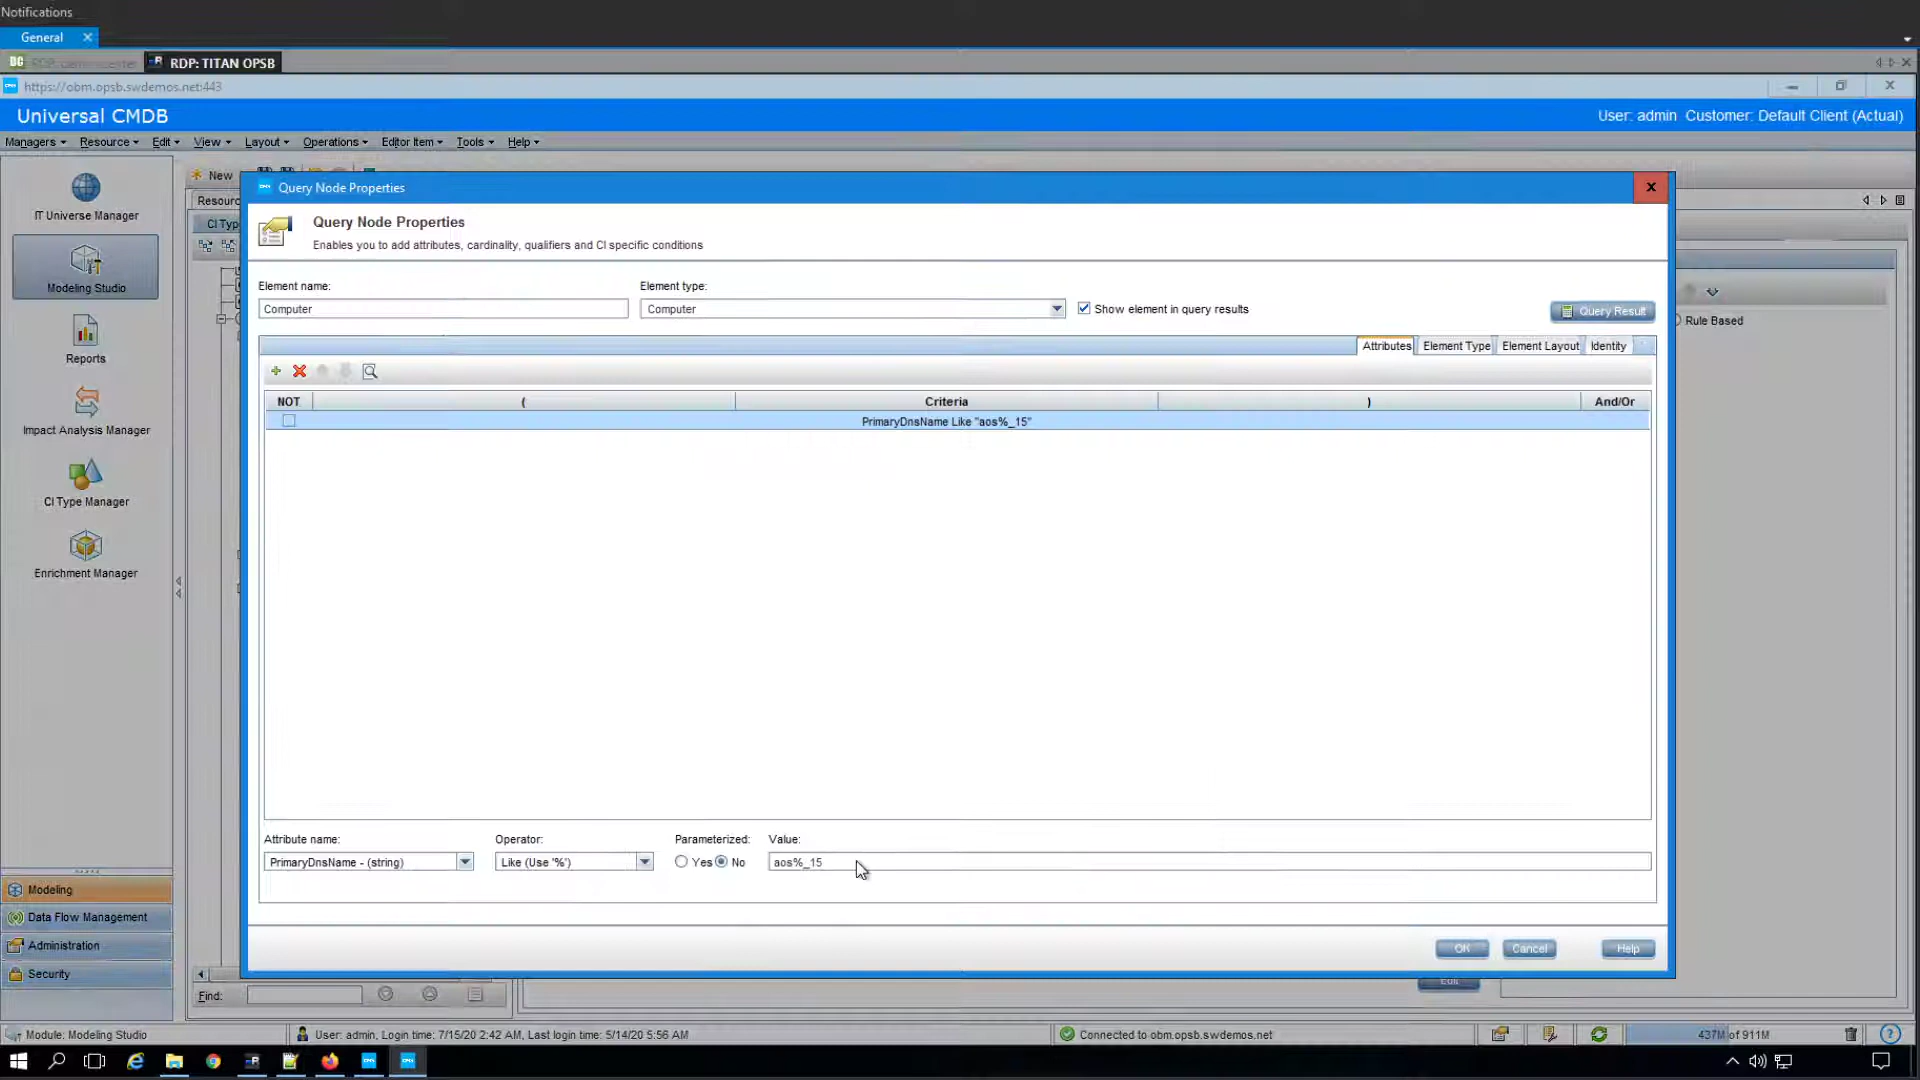 Notifications
General
RDP: TITAN OPSB
https://obm.opsb.swdemos.net:443
Universal CMDB
User: admin Customer: Default Client (Actual)
Managers Resource Edit View Layout Operations Editor Item Tools Help
New
IT Universe Manager
Modeling Studio
Reports
Impact Analysis Manager
CI Type Manager
Enrichment Manager
Query Node Properties
Query Node Properties
Enables you to add attributes, cardinality, qualifiers and CI specific conditions
Element name:
Element type:
Computer
Computer
Show element in query results
Query Result
Rule Based
Attributes Element Type Element Layout Identity
NOT ( Criteria ) And/Or
PrimaryDnsName Like "aos%_15"
Attribute name: Operator: Parameterized: Value:
PrimaryDnsName - (string) Like (Use '%') Yes No aos%_15
OK Cancel Help
Modeling
Data Flow Management
Administration
Security
Find:
Edit
Module: Modeling Studio
User: admin, Login time: 7/15/20 2:42 AM, Last login time: 5/14/20 5:56 AM
Connected to obm.opsb.swdemos.net
437M of 911M